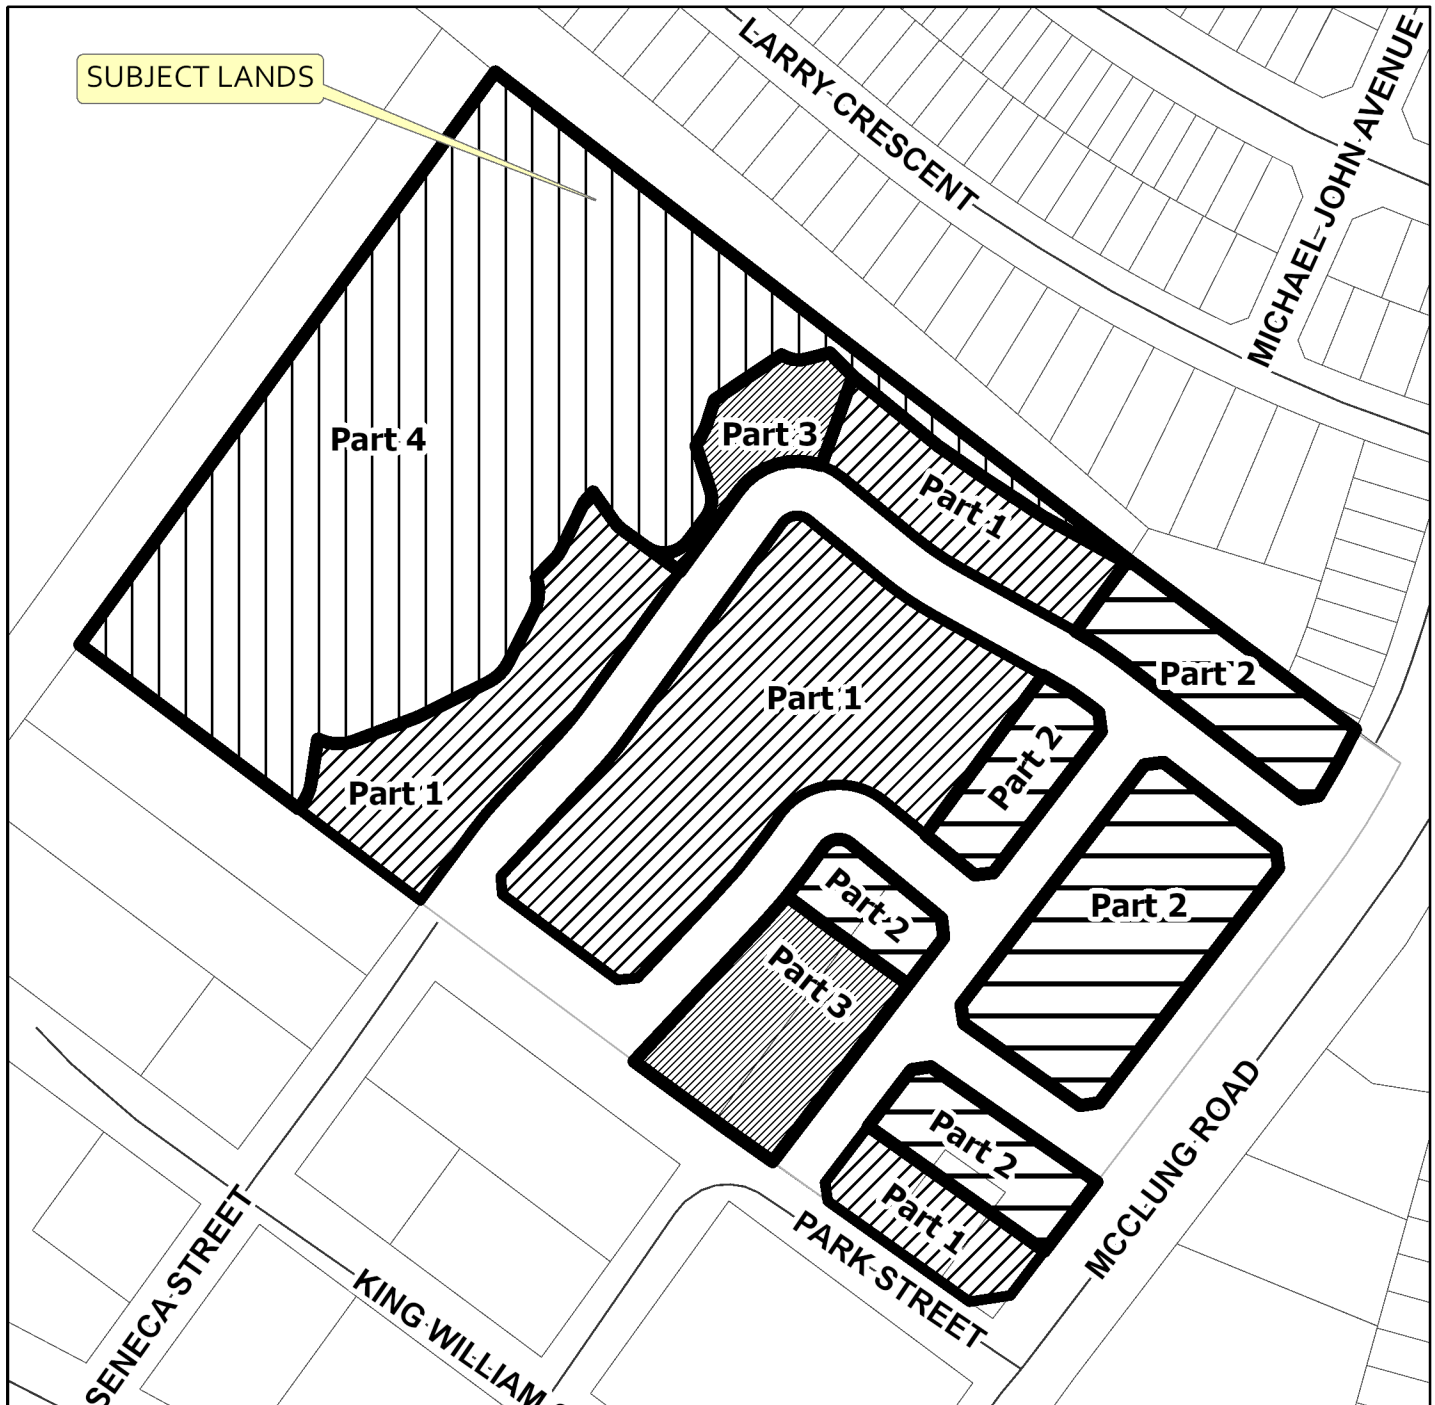 SUBJECT LANDS
LARRY CRESCENT
MICHAEL JOHN AVENUE
Part 4
Part 3
Part 1
Part 2
Part 1
Part 2
Part 1
Part 2
Part 2
Part 3
Part 2
Part 1
MCCLUNG ROAD
PARK STREET
SENECA STREET
KING WILLIAM